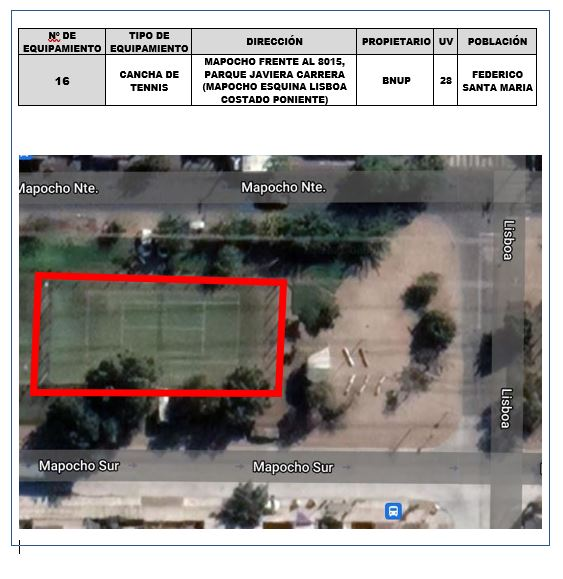 Nº DE EQUIPAMIENTO
TIPO DE EQUIPAMIENTO
DIRECCIÓN
PROPIETARIO
UV
POBLACIÓN
16
CANCHA DE TENNIS
MAPOCHO FRENTE AL 8015,
PARQUE JAVIERA CARRERA
(MAPOCHO ESQUINA LISBOA
COSTADO PONIENTE)
BNUP
28
FEDERICO SANTA MARIA
Mapocho Nte.
Mapocho Nte.
Lisboa
Lisboa
Mapocho Sur
Mapocho Sur